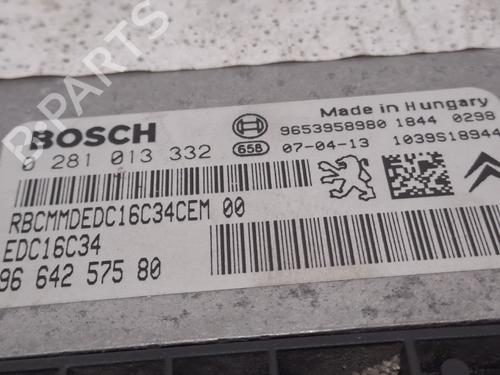 Made in Hungary
BOSCH
9653958980 1844 0298
0 281 013 332
658
07-04-13
1039S18944
RBCMMDEDC16C34CEM 00
EDC16C34
96 642 575 80
B PARTS